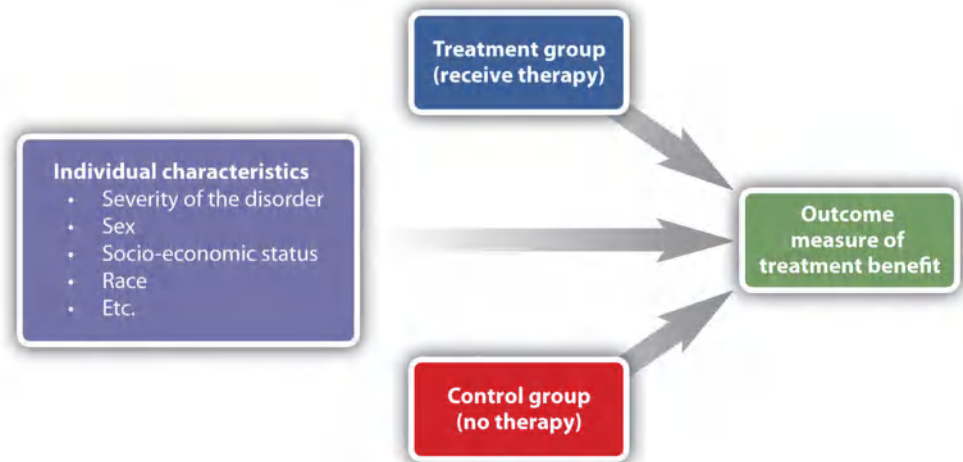 Treatment group
(receive therapy)
Individual characteristics
• Severity of the disorder
• Sex
• Socio-economic status
• Race
• Etc.
Outcome
measure of
treatment benefit
Control group
(no therapy)